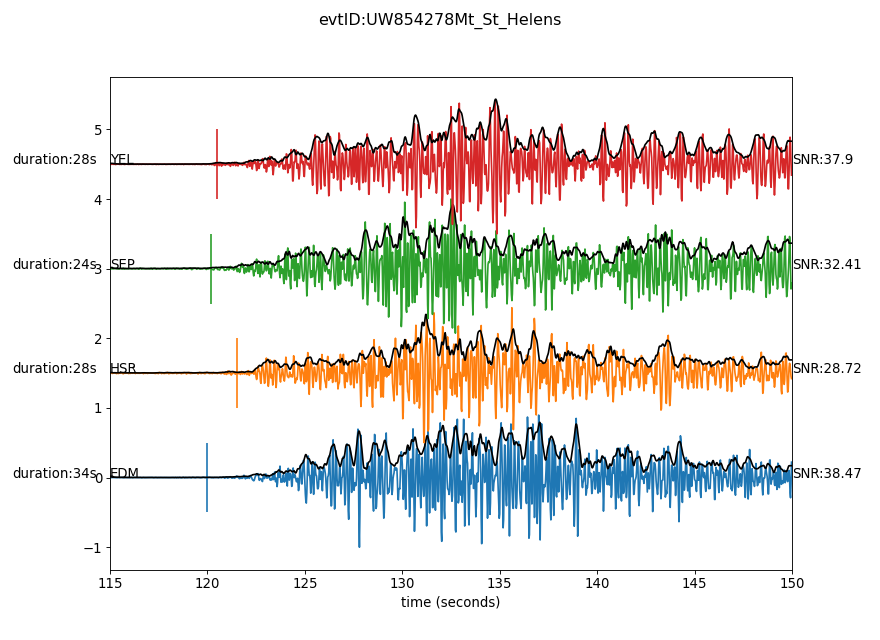 evtID:UW854278Mt_St_Helens
5
duration:28s YEL SNR:37.9
4
duration:24s 3 SEP SNR:32.41
2
duration:28s HSR SNR:28.72
1
duration:34s 0 EDM SNR:38.47
−1
115 120 125 130 135 140 145 150
time (seconds)